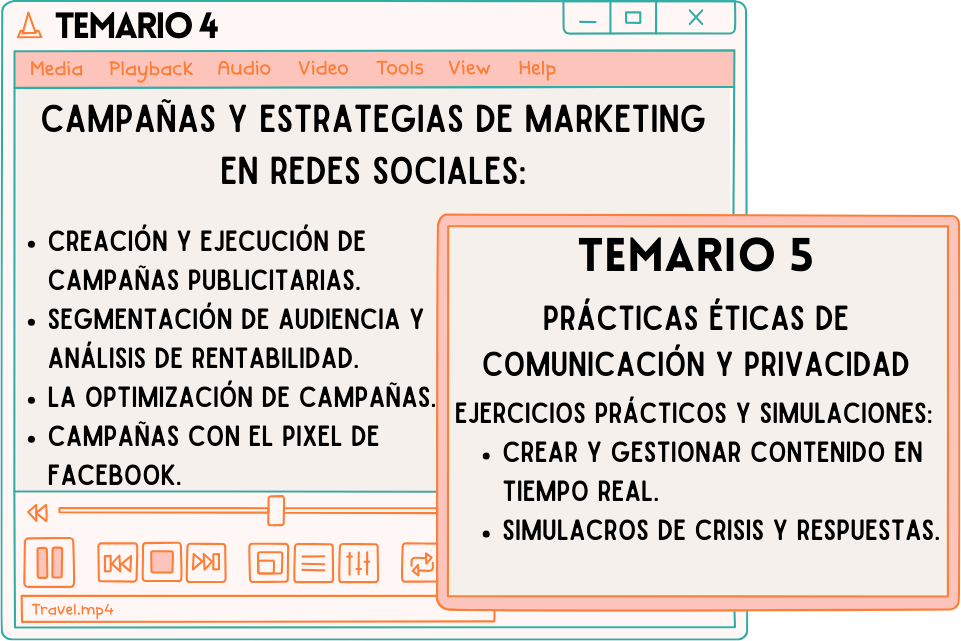 TEMARIO 4
Media Playback Audio Video Tools View Help
CAMPAÑAS Y ESTRATEGIAS DE MARKETING
EN REDES SOCIALES:
• CREACIÓN Y EJECUCIÓN DE
CAMPAÑAS PUBLICITARIAS.
• SEGMENTACIÓN DE AUDIENCIA Y
ANÁLISIS DE RENTABILIDAD.
• LA OPTIMIZACIÓN DE CAMPAÑAS.
• CAMPAÑAS CON EL PIXEL DE
FACEBOOK.
Travel.mp4
TEMARIO 5
PRÁCTICAS ÉTICAS DE
COMUNICACIÓN Y PRIVACIDAD
EJERCICIOS PRÁCTICOS Y SIMULACIONES:
• CREAR Y GESTIONAR CONTENIDO EN
TIEMPO REAL.
• SIMULACROS DE CRISIS Y RESPUESTAS.